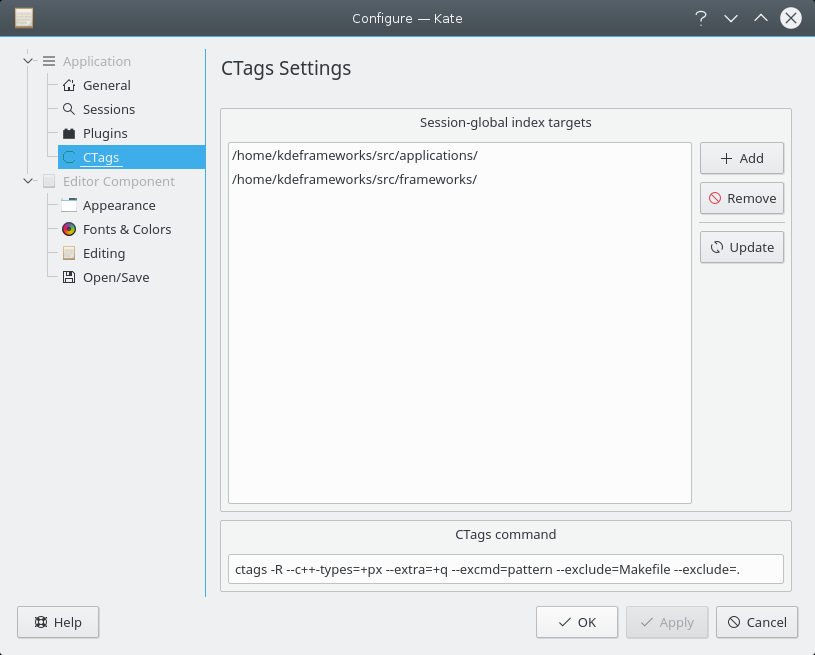 Configure — Kate
Application
General
Sessions
Plugins
CTags
Editor Component
Appearance
Fonts & Colors
Editing
Open/Save
CTags Settings
Session-global index targets
/home/kdeframeworks/src/applications/
/home/kdeframeworks/src/frameworks/
Add
Remove
Update
CTags command
ctags -R --c++-types=+px --extra=+q --excmd=pattern --exclude=Makefile --exclude=.
Help
OK
Apply
Cancel